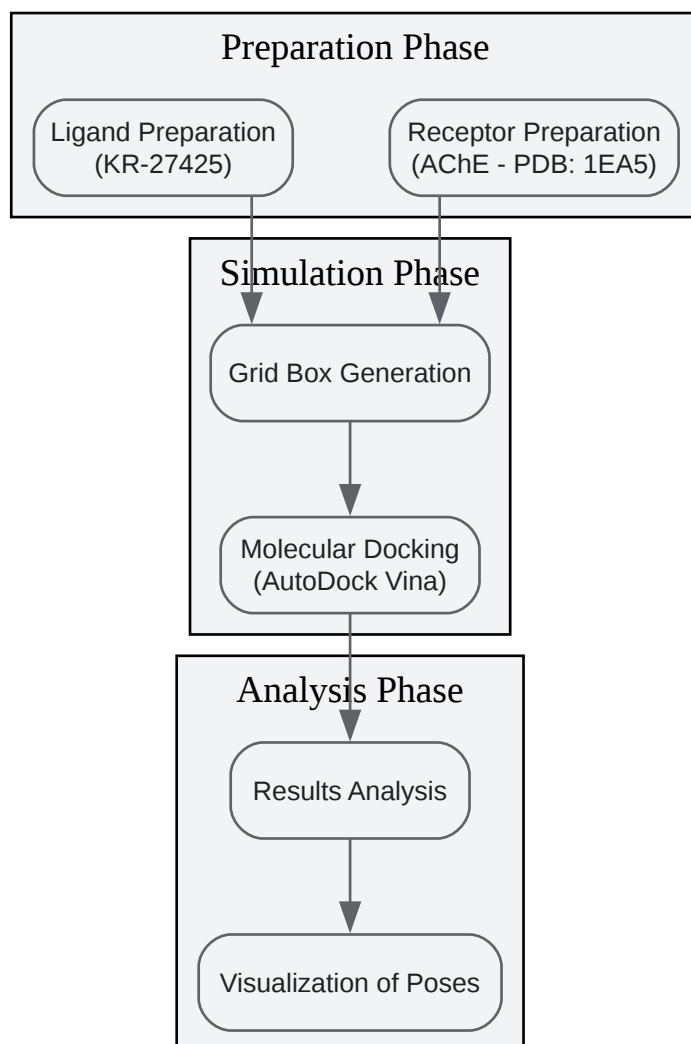 Preparation Phase
Ligand Preparation
(KR-27425)
Receptor Preparation
(AChE - PDB: 1EA5)
Simulation Phase
Grid Box Generation
Molecular Docking
(AutoDock Vina)
Analysis Phase
Results Analysis
Visualization of Poses